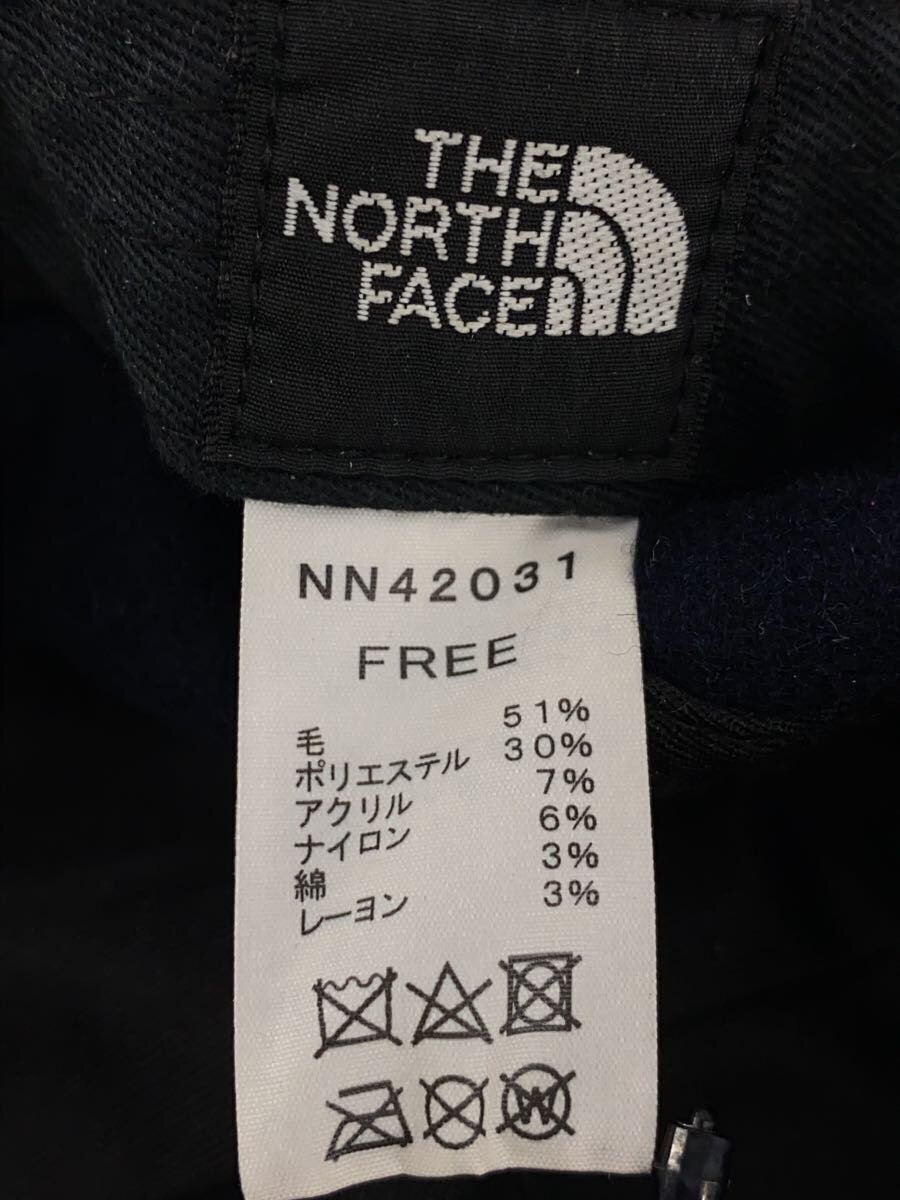 THE
NORTH
FACE
NN42031
FREE
毛 51%
ポリエステル 30%
アクリル 7%
ナイロン 6%
綿 3%
レーヨン 3%
W